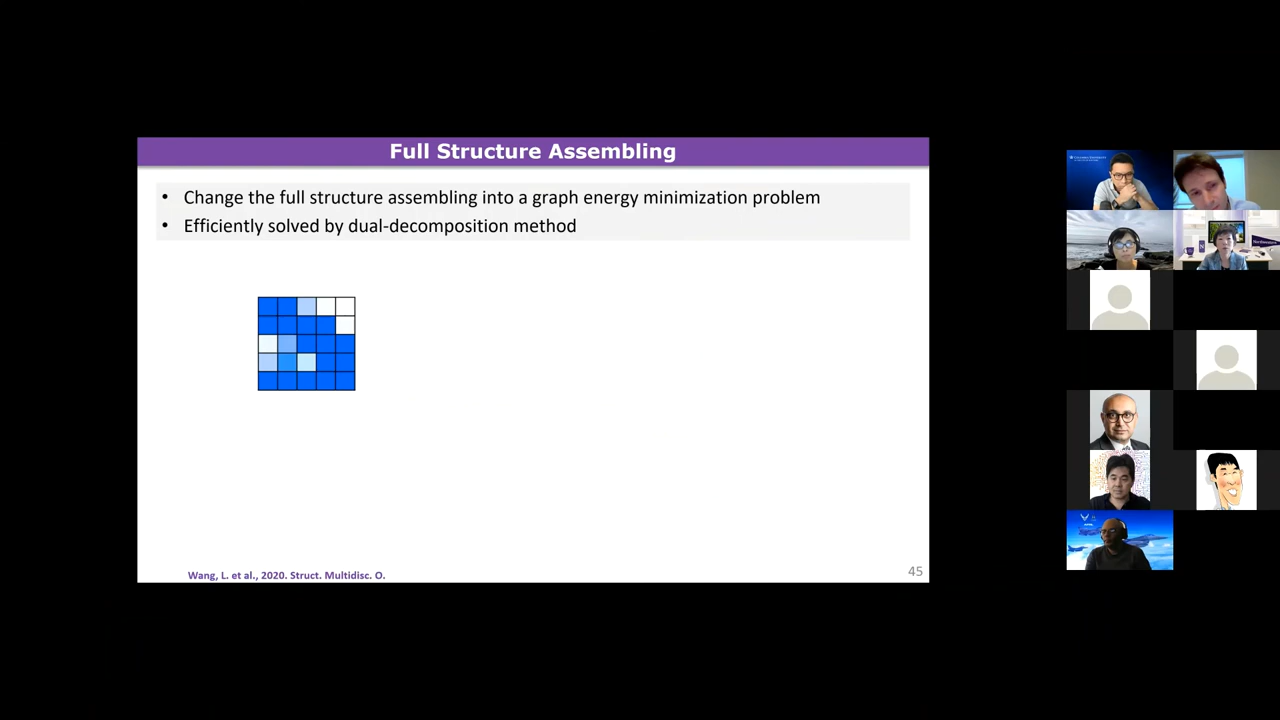 Full Structure Assembling
• Change the full structure assembling into a graph energy minimization problem
• Efficiently solved by dual-decomposition method
Wang, L. et al., 2020. Struct. Multidisc. O.
45